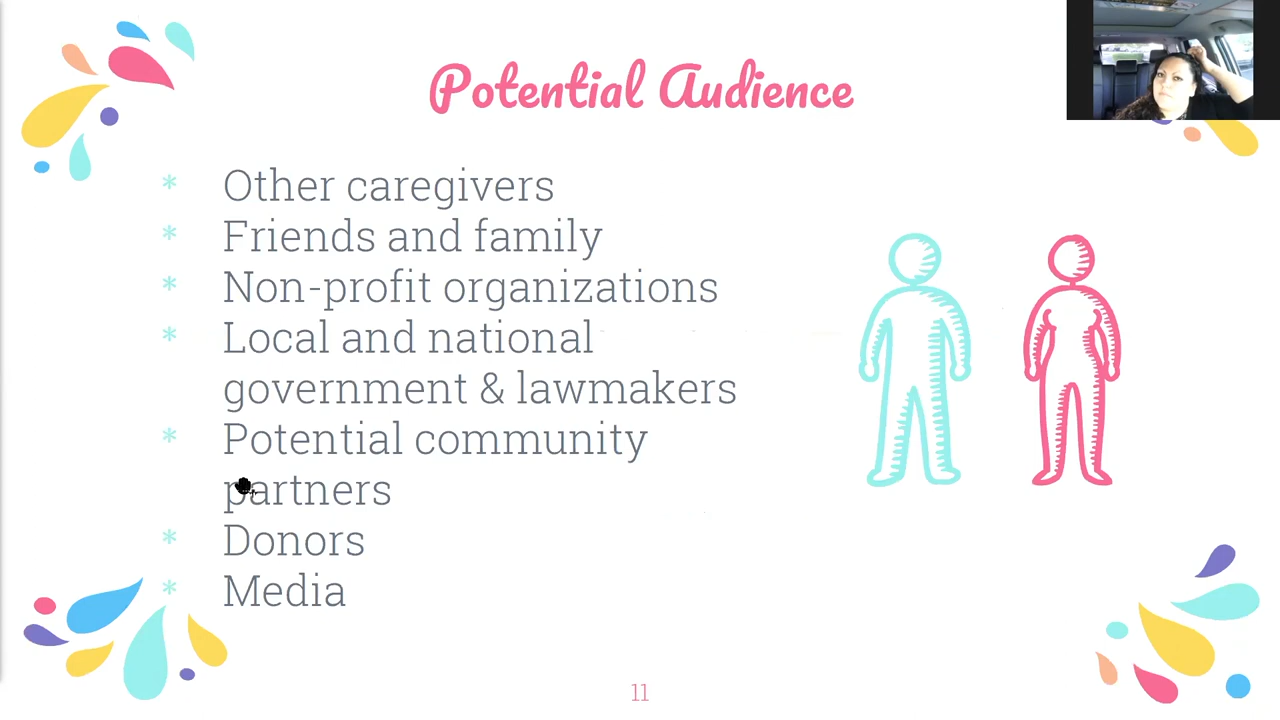 Potential Audience
* Other caregivers
* Friends and family
* Non-profit organizations
* Local and national
government & lawmakers
* Potential community
partners
* Donors
* Media
11